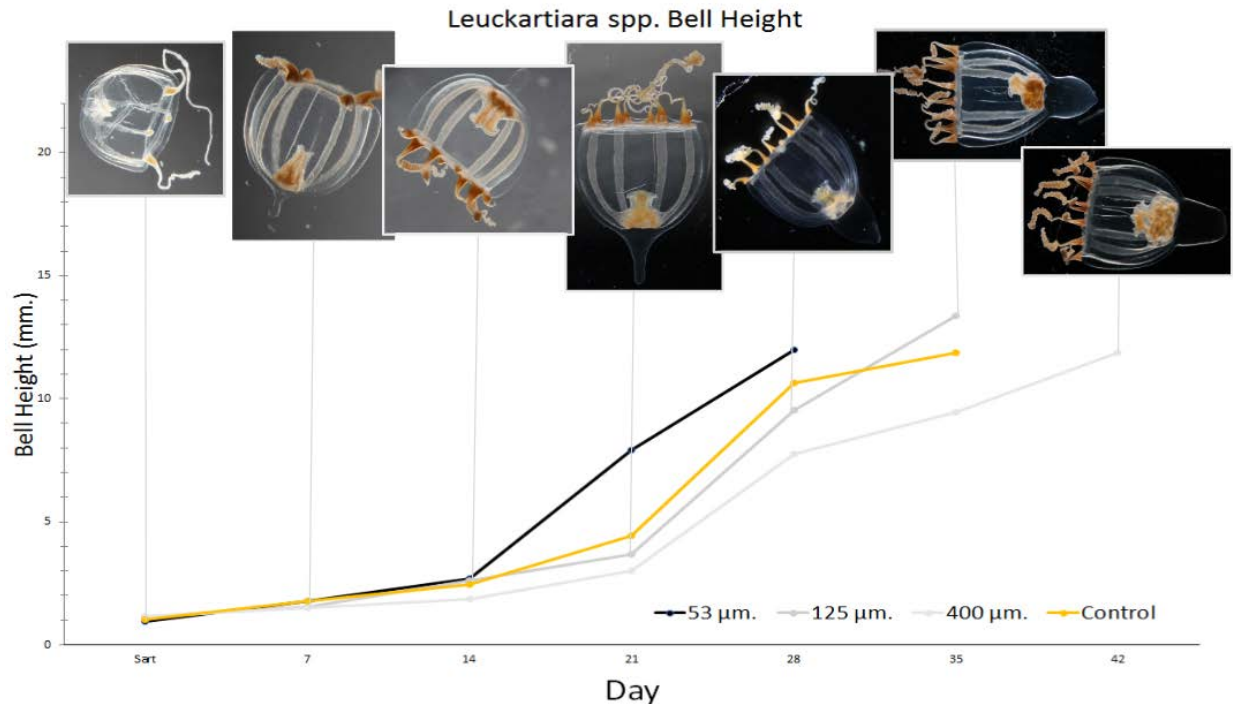 Leuckartiara spp. Bell Height
20
15
10
5
0
Bell Height (mm.)
53 µm. 125 µm. 400 µm. Control
Sart 7 14 21 28 35 42
Day